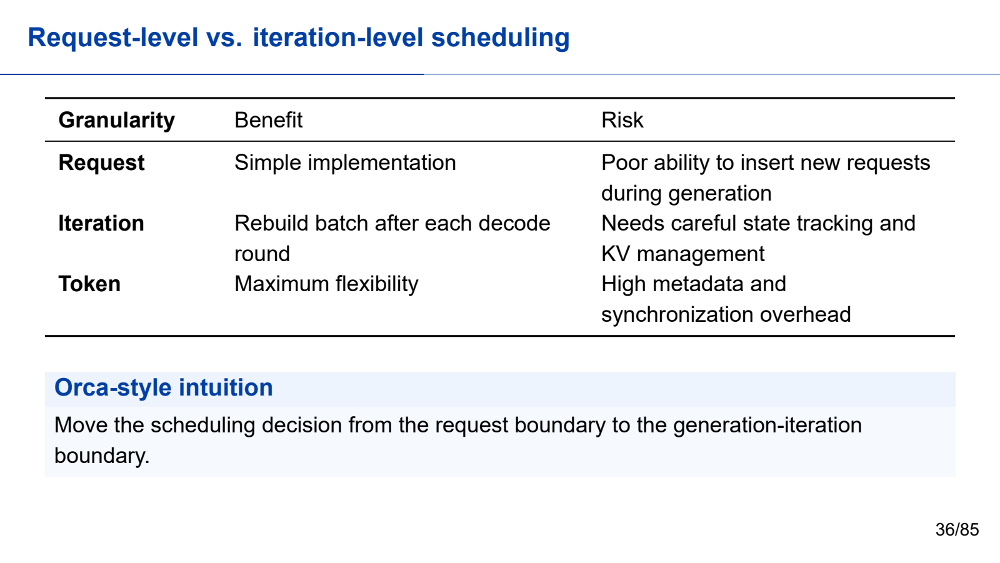 Request-level vs. iteration-level scheduling
Granularity Benefit Risk
Request Simple implementation Poor ability to insert new requests
during generation
Iteration Rebuild batch after each decode Needs careful state tracking and
round KV management
Token Maximum flexibility High metadata and
synchronization overhead
Orca-style intuition
Move the scheduling decision from the request boundary to the generation-iteration
boundary.
36/85